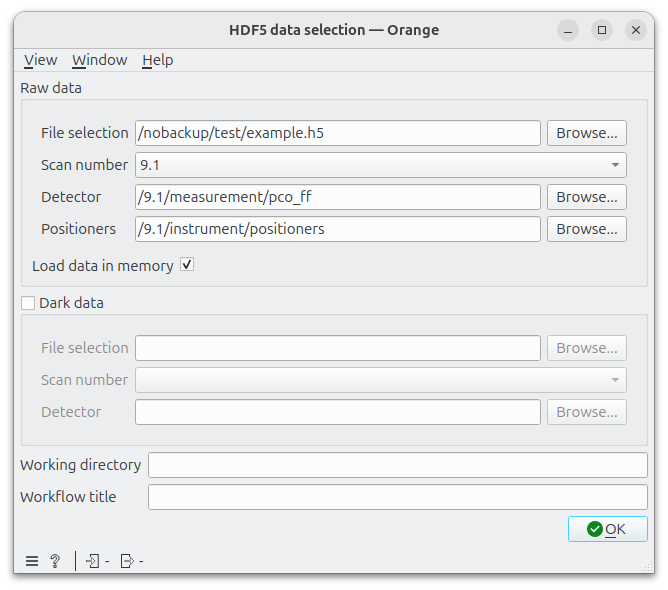 HDF5 data selection — Orange
View Window Help
Raw data
File selection /nobackup/test/example.h5 Browse...
Scan number 9.1
Detector /9.1/measurement/pco_ff Browse...
Positioners /9.1/instrument/positioners Browse...
Load data in memory
Dark data
File selection Browse...
Scan number
Detector Browse...
Working directory
Workflow title
OK
? - -